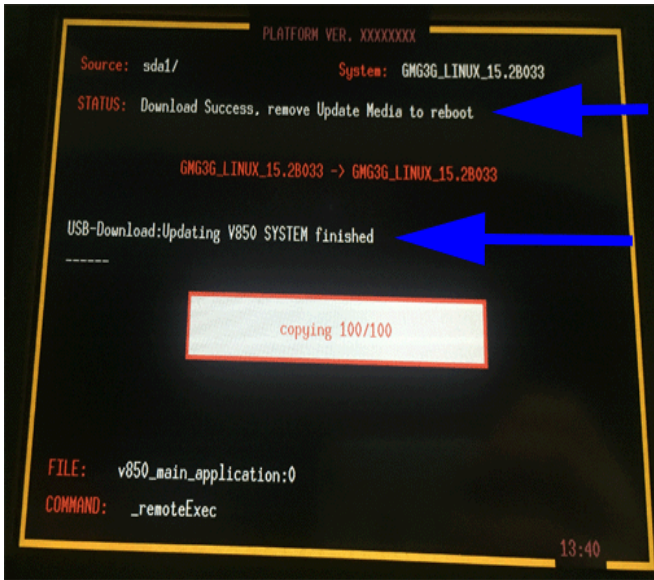 PLATFORM VER. XXXXXXXX
Source: sda1/ System: GMG3G_LINUX_15.2B033
STATUS: Download Success, remove Update Media to reboot
GMG3G_LINUX_15.2B033 -> GMG3G_LINUX_15.2B033
USB-Download:Updating V850 SYSTEM finished
------
copying 100/100
FILE: v850_main_application:0
COMMAND: _remoteExec
13:40